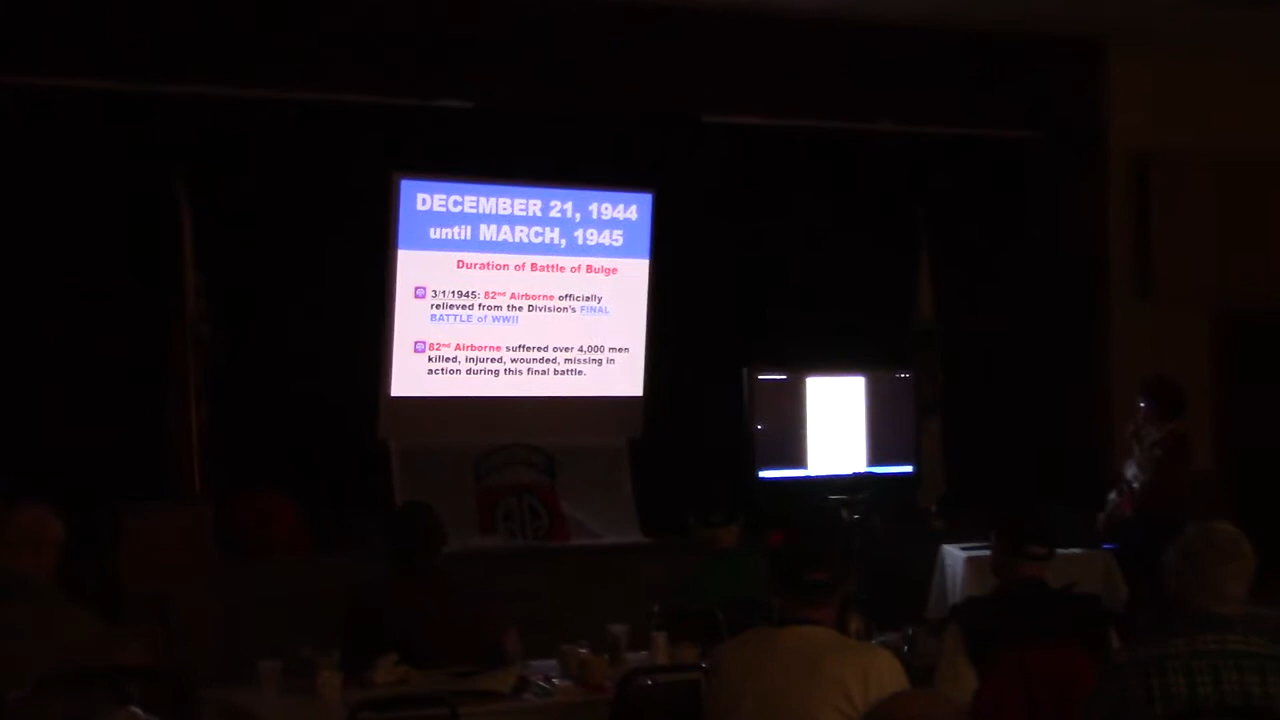 DECEMBER 21, 1944
until MARCH, 1945
Duration of Battle of Bulge
3/1/1945: 82nd Airborne officially
relieved from the Division's FINAL
BATTLE of WWII
82nd Airborne suffered over 4,000 men
killed, injured, wounded, missing in
action during this final battle.